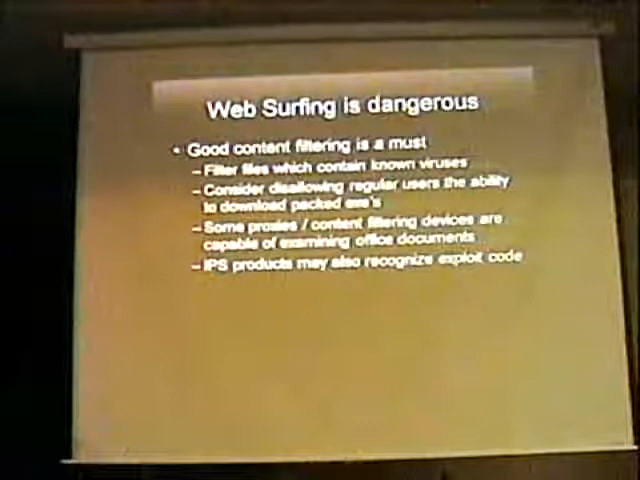 Web Surfing is dangerous
• Good content filtering is a must
– Filter files which contain known viruses
– Consider disallowing regular users the ability
to download packed exe's
– Some proxies / content filtering devices are
capable of examining office documents
– IPS products may also recognize exploit code